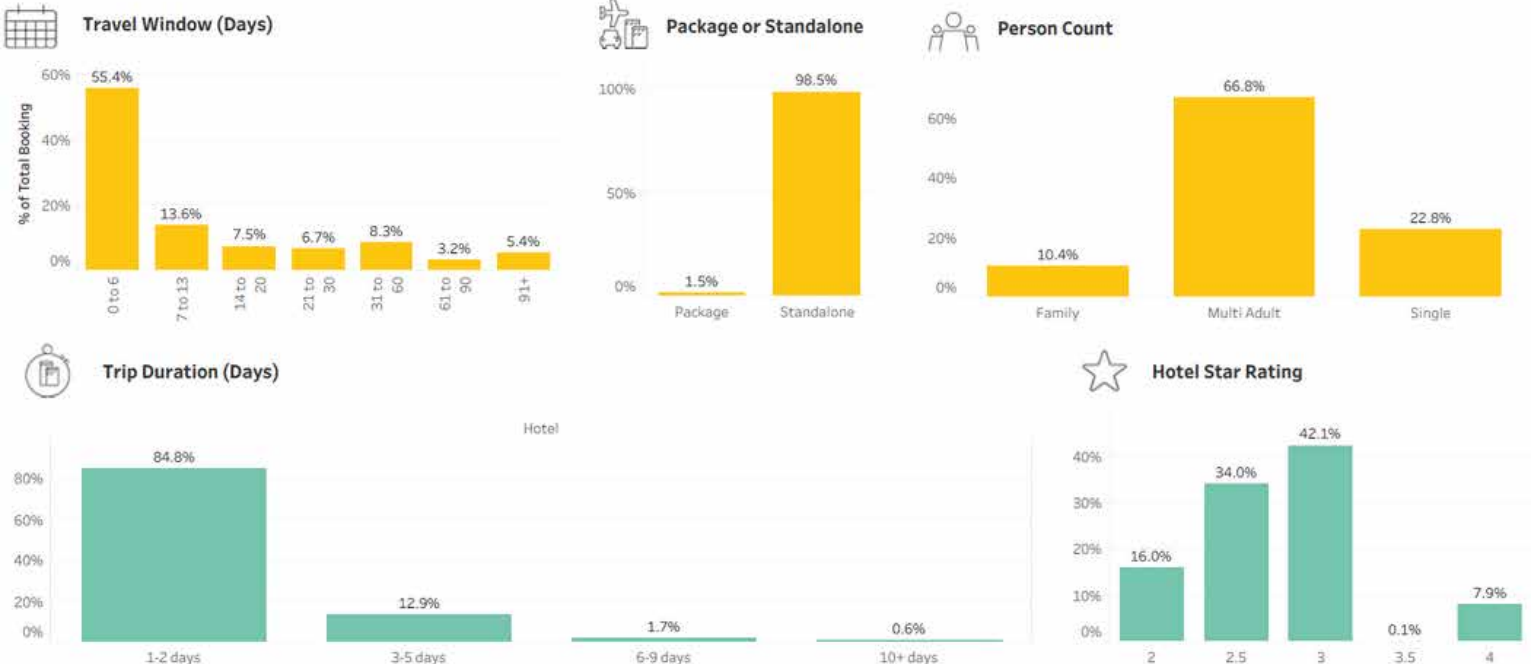 Travel Window (Days)
% of Total Booking
60%
40%
20%
0%
55.4%
13.6%
7.5%
6.7%
8.3%
3.2%
5.4%
0 to 6
7 to 13
14 to 20
21 to 30
31 to 60
61 to 90
91+
Package or Standalone
100%
50%
0%
1.5%
98.5%
Package
Standalone
Person Count
60%
40%
20%
0%
10.4%
66.8%
22.8%
Family
Multi Adult
Single
Trip Duration (Days)
Hotel
80%
60%
40%
20%
0%
84.8%
12.9%
1.7%
0.6%
1-2 days
3-5 days
6-9 days
10+ days
Hotel Star Rating
40%
30%
20%
10%
0%
16.0%
34.0%
42.1%
0.1%
7.9%
2
2.5
3
3.5
4